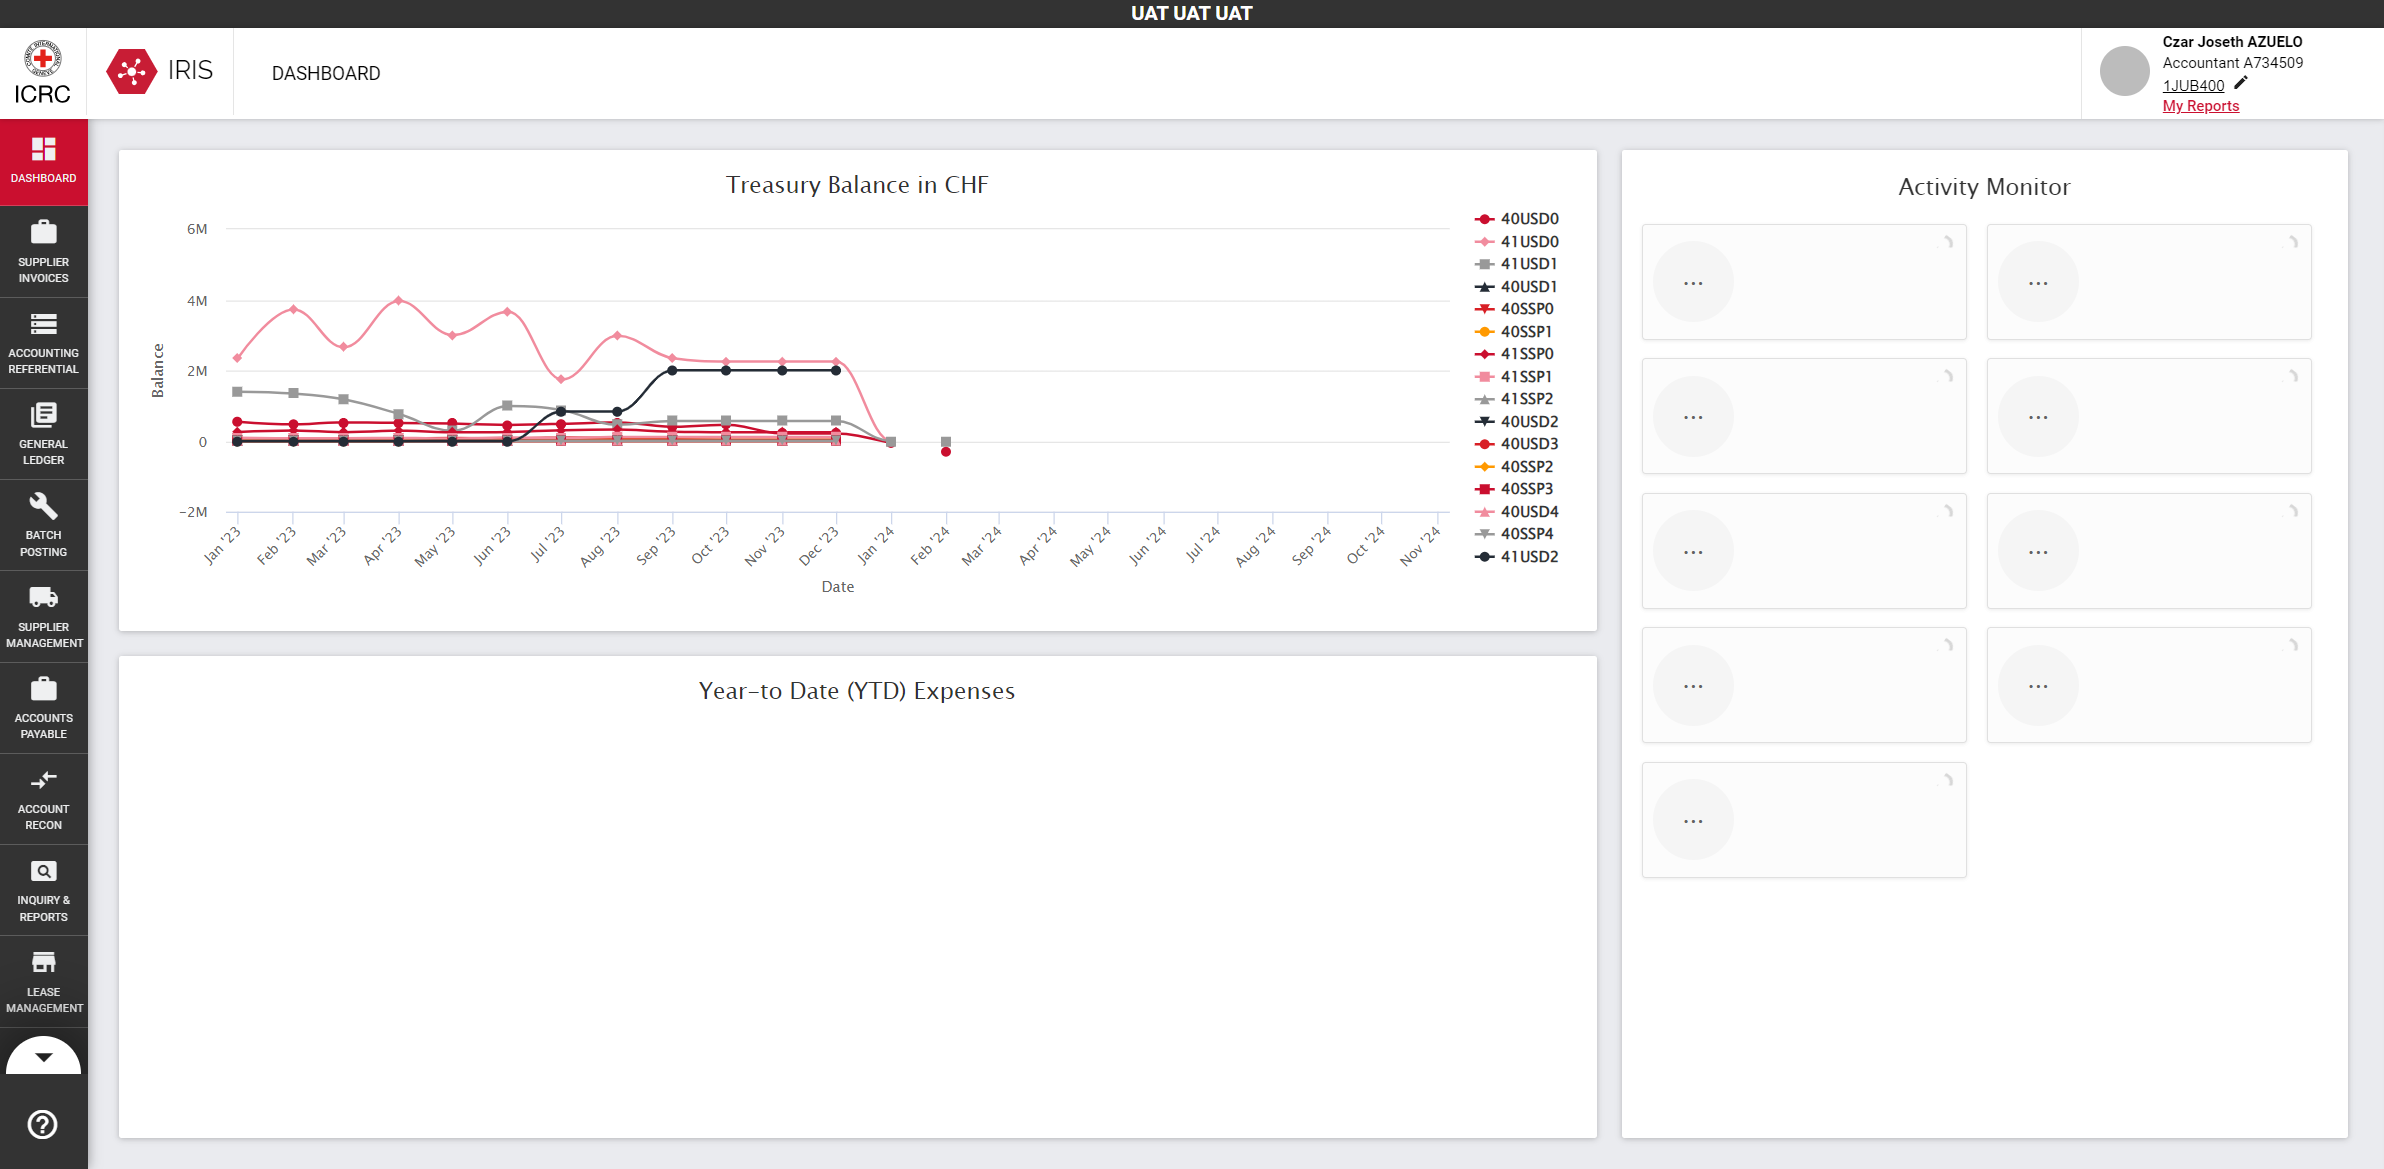 UAT UAT UAT
ICRC
IRIS
DASHBOARD
Czar Joseth AZUELO
Accountant A734509
1JUB400
My Reports
DASHBOARD
SUPPLIER
INVOICES
ACCOUNTING
REFERENTIAL
GENERAL
LEDGER
BATCH
POSTING
SUPPLIER
MANAGEMENT
ACCOUNTS
PAYABLE
ACCOUNT
RECON
INQUIRY &
REPORTS
LEASE
MANAGEMENT
Treasury Balance in CHF
Balance
6M
4M
2M
0
-2M
Jan '23
Feb '23
Mar '23
Apr '23
May '23
Jun '23
Jul '23
Aug '23
Sep '23
Oct '23
Nov '23
Dec '23
Jan '24
Feb '24
Mar '24
Apr '24
May '24
Jun '24
Jul '24
Aug '24
Sep '24
Oct '24
Nov '24
Date
40USD0
41USD0
41USD1
40USD1
40SSP0
40SSP1
41SSP0
41SSP1
41SSP2
40USD2
40USD3
40SSP2
40SSP3
40USD4
40SSP4
41USD2
Year-to Date (YTD) Expenses
Activity Monitor
...
...
...
...
...
...
...
...
...